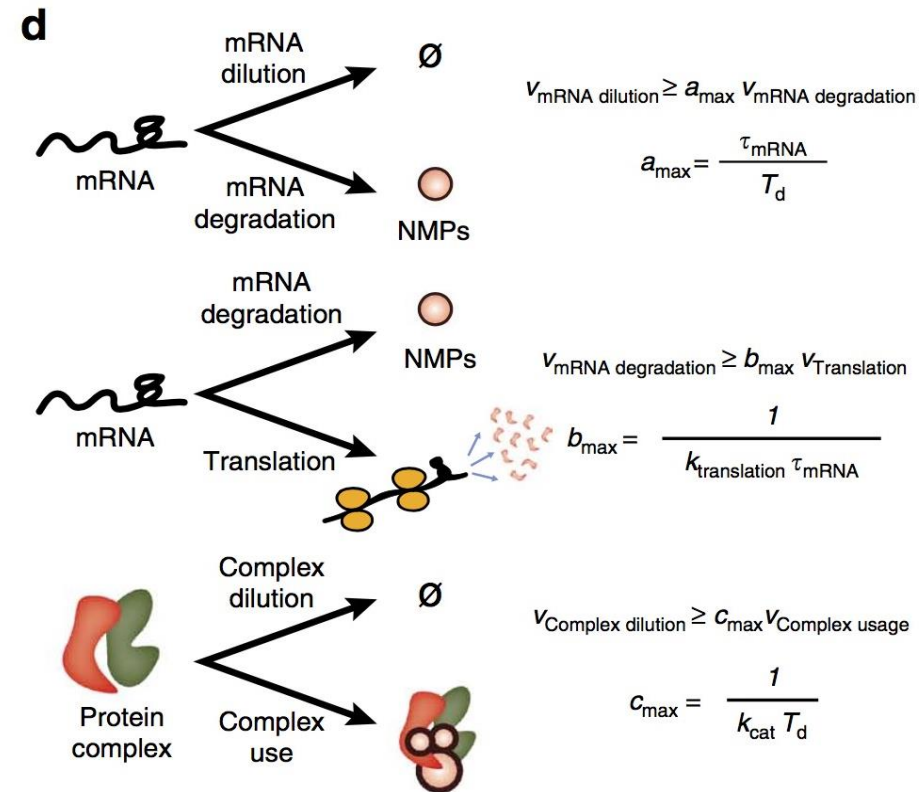 d
mRNA
dilution
Ø
v_mRNA dilution ≥ a_max v_mRNA degradation
mRNA
a_max = τ_mRNA / T_d
mRNA
degradation
NMPs
mRNA
degradation
NMPs
v_mRNA degradation ≥ b_max v_Translation
mRNA
Translation
b_max = 1 / k_translation τ_mRNA
Complex
dilution
Ø
v_Complex dilution ≥ c_max v_Complex usage
Protein
complex
Complex
use
c_max = 1 / k_cat T_d